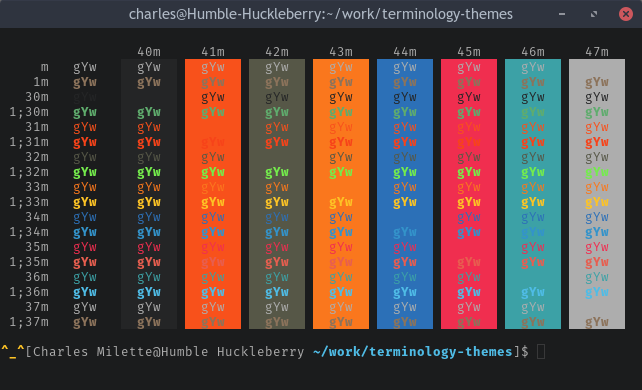 charles@Humble-Huckleberry:~/work/terminology-themes
40m 41m 42m 43m 44m 45m 46m 47m
m gYw gYw gYw gYw gYw gYw gYw gYw
1m gYw gYw gYw gYw gYw gYw gYw gYw gYw
30m gYw gYw gYw gYw gYw gYw gYw
1;30m gYw gYw gYw gYw gYw gYw gYw gYw gYw
31m gYw gYw gYw gYw gYw gYw gYw gYw
1;31m gYw gYw gYw gYw gYw gYw gYw gYw gYw
32m gYw gYw gYw gYw gYw gYw gYw gYw
1;32m gYw gYw gYw gYw gYw gYw gYw gYw gYw
33m gYw gYw gYw gYw gYw gYw gYw gYw
1;33m gYw gYw gYw gYw gYw gYw gYw gYw gYw
34m gYw gYw gYw gYw gYw gYw gYw gYw
1;34m gYw gYw gYw gYw gYw gYw gYw gYw gYw
35m gYw gYw gYw gYw gYw gYw gYw gYw
1;35m gYw gYw gYw gYw gYw gYw gYw gYw gYw
36m gYw gYw gYw gYw gYw gYw gYw gYw
1;36m gYw gYw gYw gYw gYw gYw gYw gYw gYw
37m gYw gYw gYw gYw gYw gYw gYw gYw
1;37m gYw gYw gYw gYw gYw gYw gYw gYw gYw
^_^[Charles Milette@Humble Huckleberry ~/work/terminology-themes]$